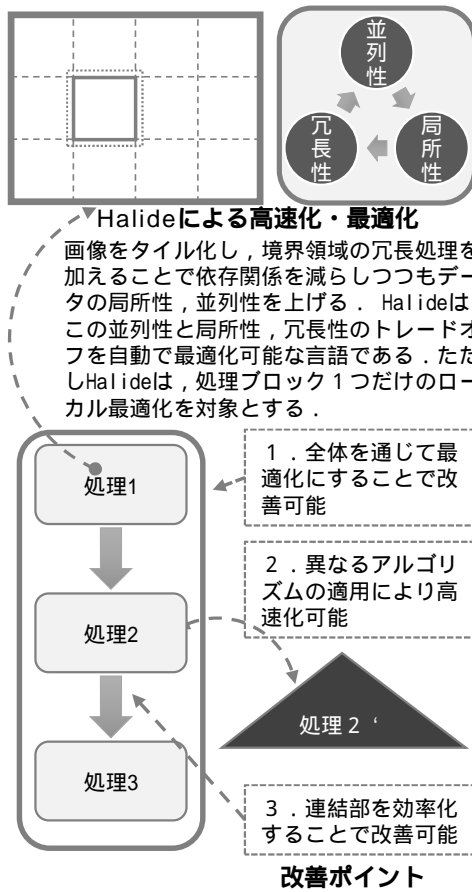 並列性
冗長性
局所性
Halideによる高速化・最適化
画像をタイル化し，境界領域の冗長処理を
加えることで依存関係を減らしつつもデー
タの局所性，並列性を上げる． Halideは
この並列性と局所性，冗長性のトレードオ
フを自動で最適化可能な言語である．ただ
しHalideは，処理ブロック１つだけのロー
カル最適化を対象とする．
処理1
１．全体を通じて最
適化にすることで改
善可能
２．異なるアルゴリ
ズムの適用により高
速化可能
処理2
処理２‘
処理3
３．連結部を効率化
することで改善可能
改善ポイント